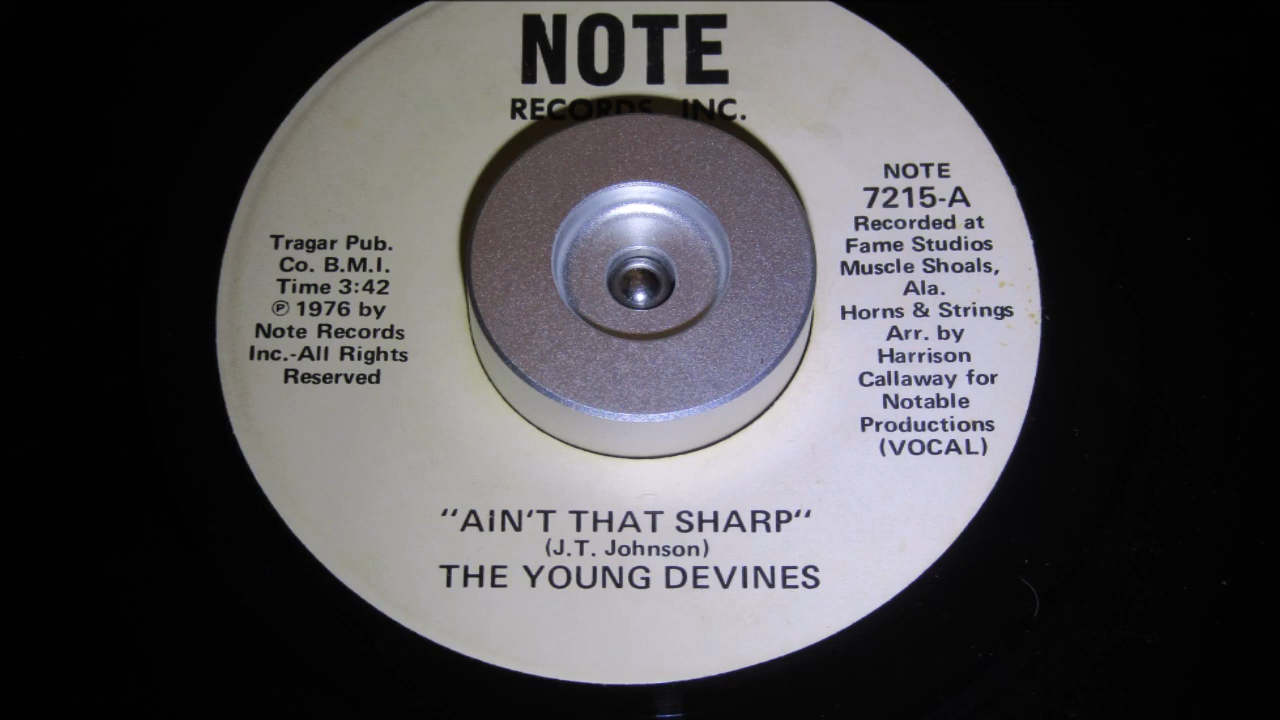 NOTE
RECORDS, INC.
Tragar Pub.
Co. B.M.I.
Time 3:42
℗ 1976 by
Note Records
Inc.-All Rights
Reserved
NOTE
7215-A
Recorded at
Fame Studios
Muscle Shoals,
Ala.
Horns & Strings
Arr. by
Harrison
Callaway for
Notable
Productions
(VOCAL)
"AIN'T THAT SHARP"
(J.T. Johnson)
THE YOUNG DEVINES